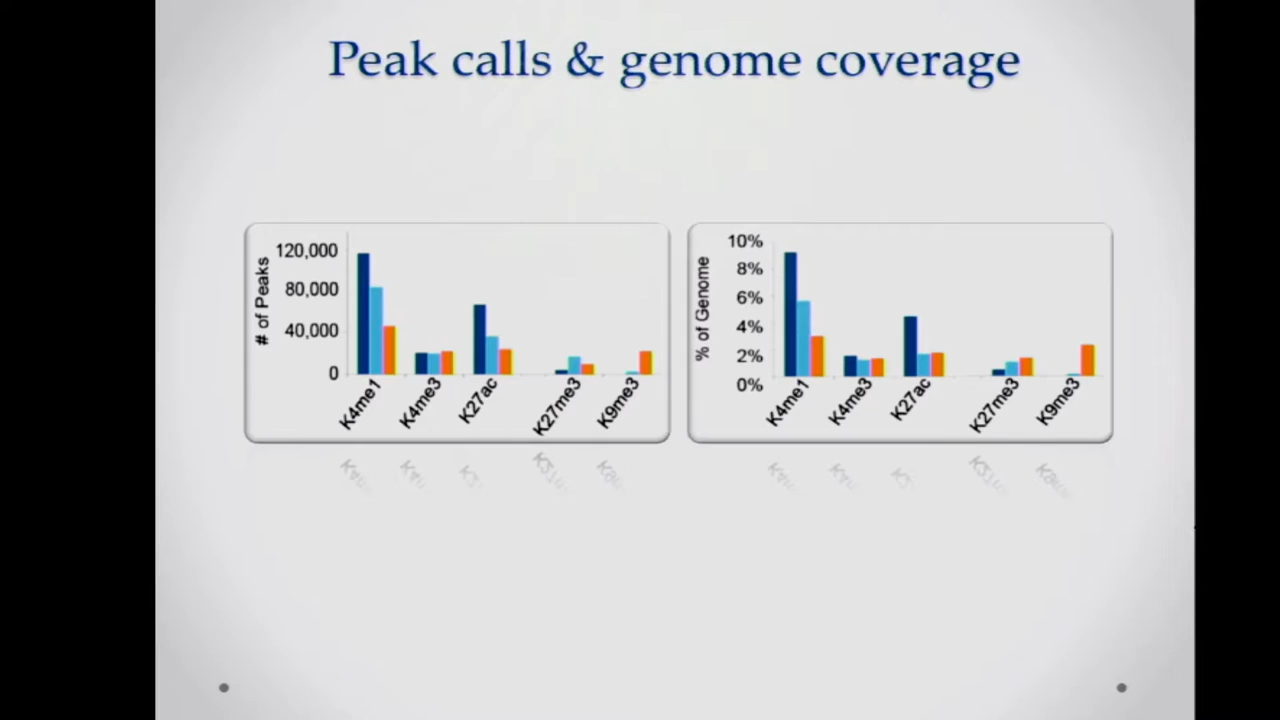 Peak calls & genome coverage
# of Peaks
120,000
80,000
40,000
0
K4me1
K4me3
K27ac
K27me3
K9me3
% of Genome
10%
8%
6%
4%
2%
0%
K4me1
K4me3
K27ac
K27me3
K9me3